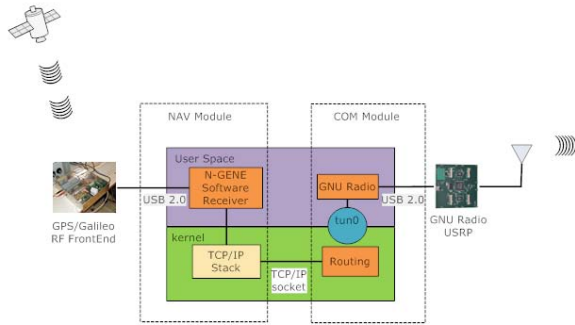 NAV Module
COM Module
User Space
N-GENE
Software
Receiver
GNU Radio
USB 2.0
USB 2.0
GPS/Galileo
RF FrontEnd
GNU Radio
USRP
tun0
kernel
TCP/IP
Stack
Routing
TCP/IP
socket